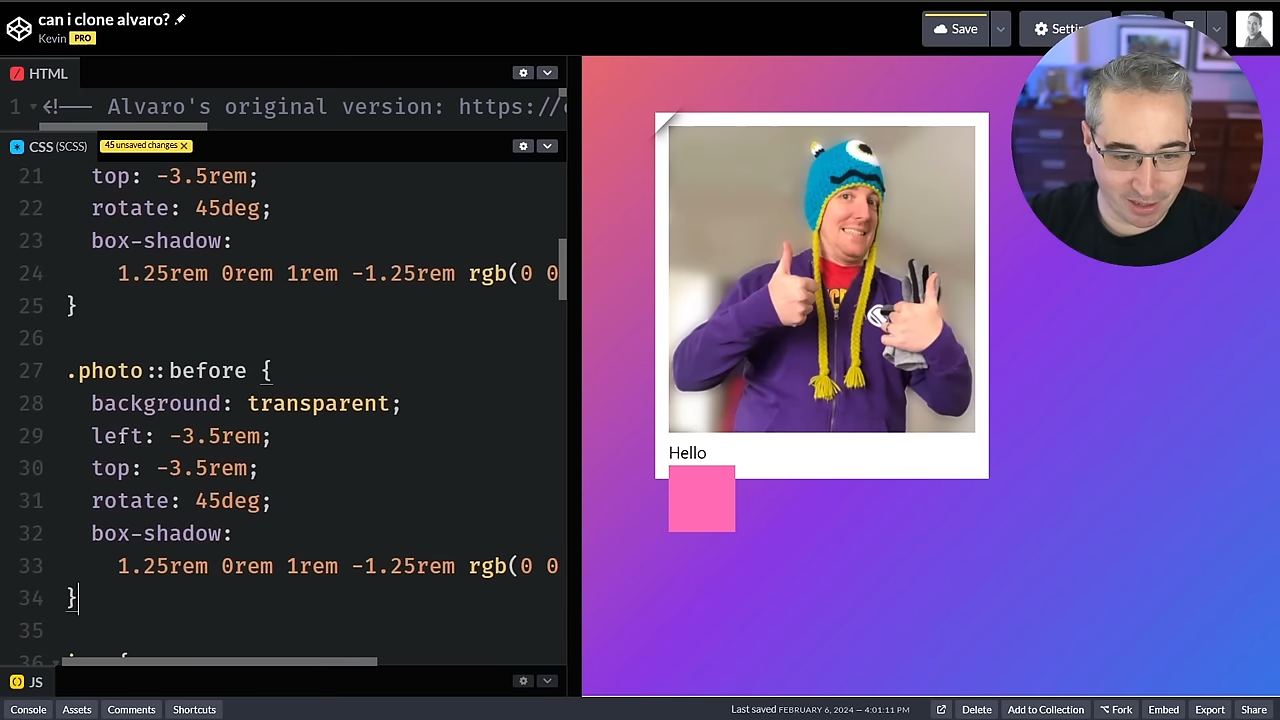 can i clone alvaro?
Kevin PRO
Save
HTML
1 <!—— Alvaro's original version: https://
CSS (SCSS)
45 unsaved changes ×
21 top: -3.5rem;
22 rotate: 45deg;
23 box-shadow:
24 1.25rem 0rem 1rem -1.25rem rgb(0 0
25 }
26
27 .photo::before {
28 background: transparent;
29 left: -3.5rem;
30 top: -3.5rem;
31 rotate: 45deg;
32 box-shadow:
33 1.25rem 0rem 1rem -1.25rem rgb(0 0
34 }
35
36
JS
Hello
Console Assets Comments Shortcuts
Last saved FEBRUARY 6, 2024 — 4:01:11 PM
Delete Add to Collection ⌥ Fork Embed Export Share